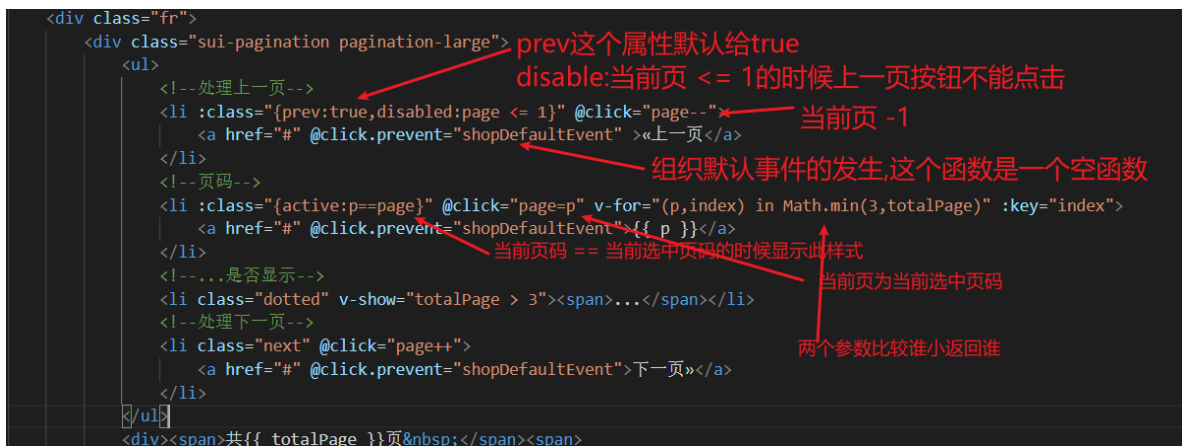 <div class="fr">
<div class="sui-pagination pagination-large">
prev这个属性默认给true
<ul>
disable:当前页 <= 1的时候上一页按钮不能点击
<!--处理上一页-->
<li :class="{prev:true,disabled:page <= 1}" @click="page--">
当前页 -1
<a href="#" @click.prevent="shopDefaultEvent" >«上一页</a>
</li>
组织默认事件的发生,这个函数是一个空函数
<!--页码-->
<li :class="{active:p==page}" @click="page=p" v-for="(p,index) in Math.min(3,totalPage)" :key="index">
<a href="#" @click.prevent="shopDefaultEvent">{{ p }}</a>
</li>
当前页码 == 当前选中页码的时候显示此样式
<!--...是否显示-->
当前页为当前选中页码
<li class="dotted" v-show="totalPage > 3"><span>...</span></li>
<!--处理下一页-->
<li class="next" @click="page++">
两个参数比较谁小返回谁
<a href="#" @click.prevent="shopDefaultEvent">下一页»</a>
</li>
</ul>
<div><span>共{{ totalPage }}页&nbsp;</span><span>